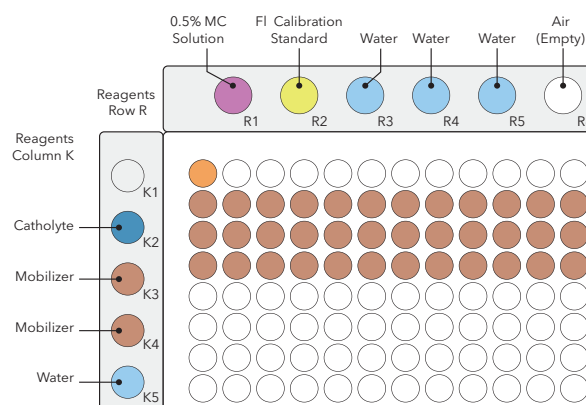 0.5% MC
Solution
Fl Calibration
Standard
Water
Water
Water
Air
(Empty)
Reagents
Row R
R1
R2
R3
R4
R5
R
Reagents
Column K
K1
Catholyte
K2
Mobilizer
K3
Mobilizer
K4
Water
K5